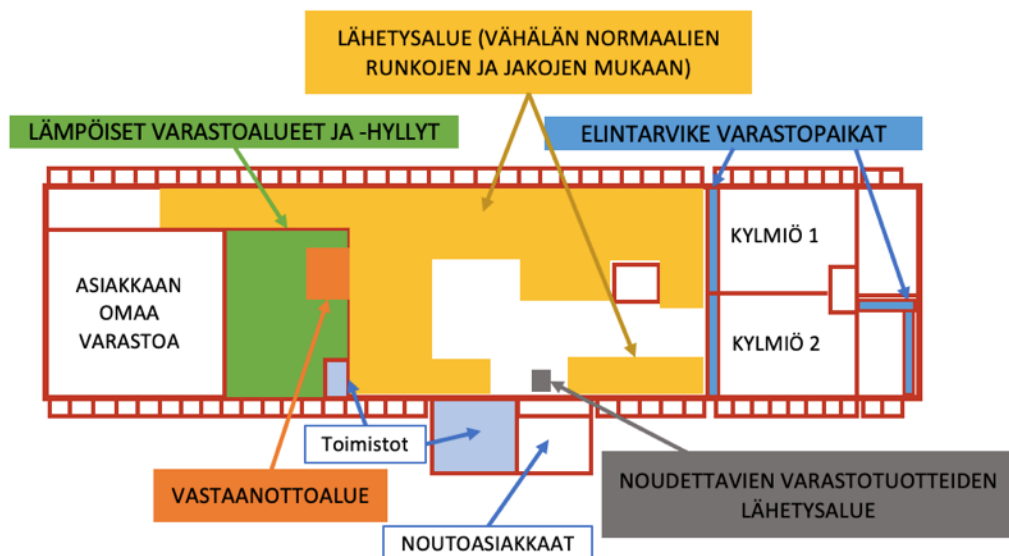 LÄHETYSALUE (VÄHÄLÄN NORMAALIEN
RUNKOJEN JA JAKOJEN MUKAAN)
LÄMPÖISET VARASTOALUEET JA -HYLLYT
ELINTARVIKE VARASTOPAIKAT
KYLMIÖ 1
ASIAKKAAN
OMAA
VARASTOA
KYLMIÖ 2
Toimistot
VASTAANOTTOALUE
NOUDETTAVIEN VARASTOTUOTTEIDEN
LÄHETYSALUE
NOUTOASIAKKAAT